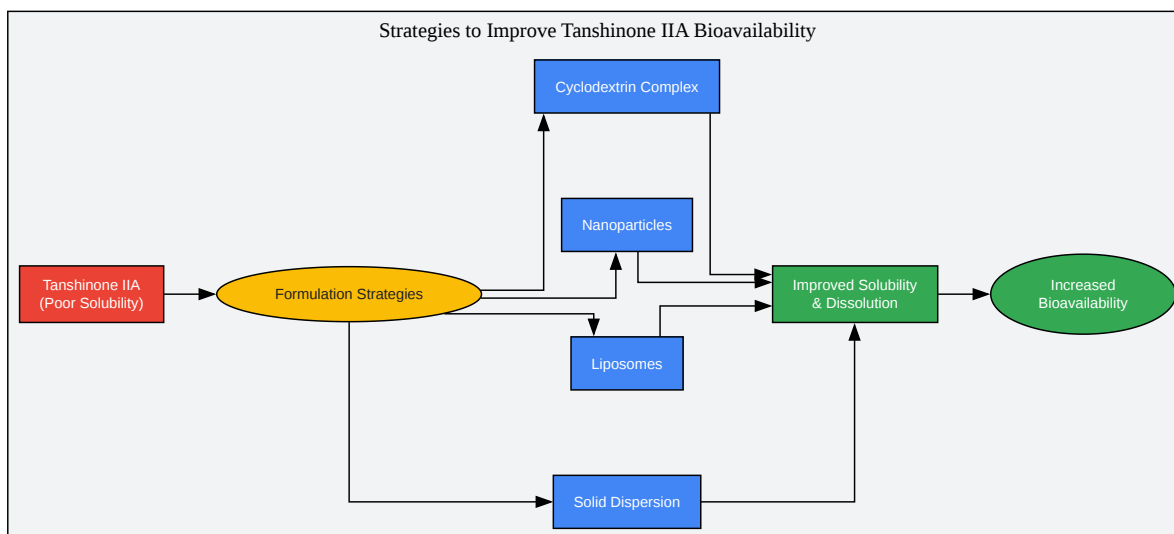 Strategies to Improve Tanshinone IIA Bioavailability
Cyclodextrin Complex
Nanoparticles
Tanshinone IIA
(Poor Solubility)
Formulation Strategies
Improved Solubility
& Dissolution
Increased
Bioavailability
Liposomes
Solid Dispersion